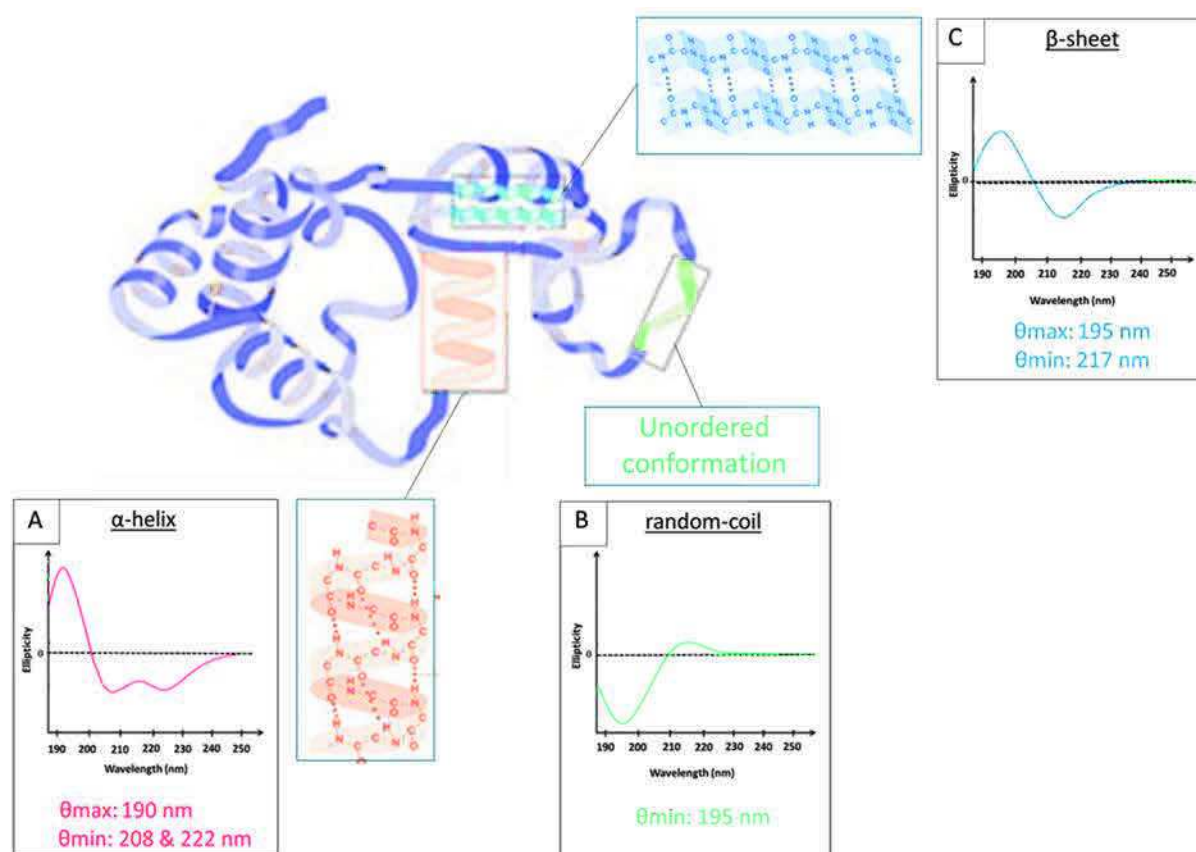 C
β-sheet
Ellipticity
0
190 200 210 220 230 240 250
Wavelength (nm)
θmax: 195 nm
θmin: 217 nm
Unordered
conformation
A
α-helix
Ellipticity
0
190 200 210 220 230 240 250
Wavelength (nm)
θmax: 190 nm
θmin: 208 & 222 nm
B
random-coil
Ellipticity
0
190 200 210 220 230 240 250
Wavelength (nm)
θmin: 195 nm